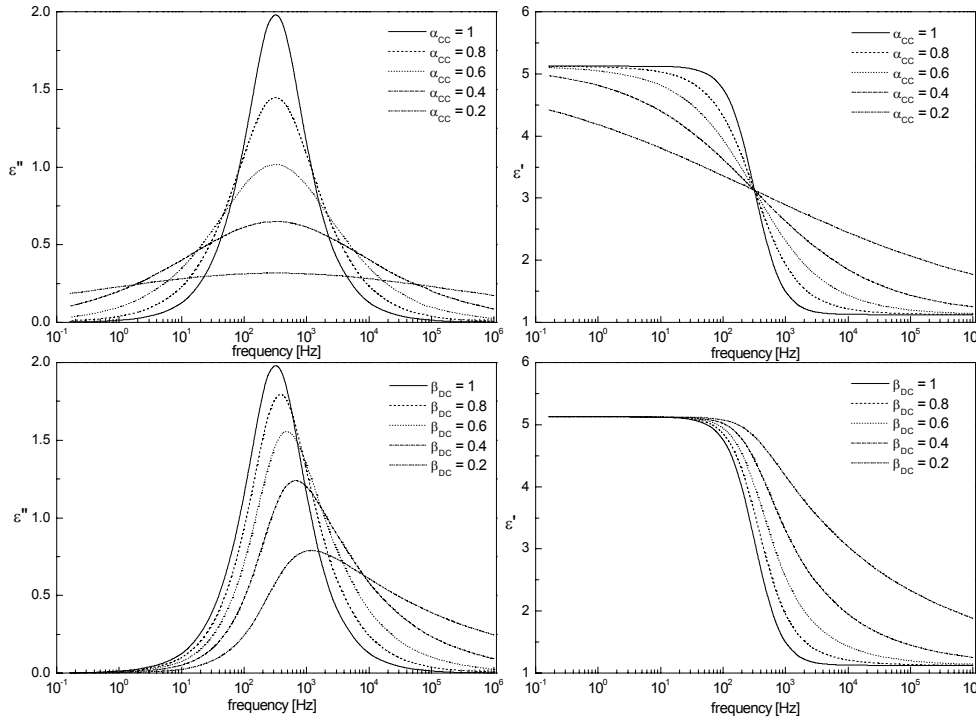 2.0
1.5
1.0
0.5
0.0
ε''
α_CC = 1
α_CC = 0.8
α_CC = 0.6
α_CC = 0.4
α_CC = 0.2
10^-1 10^0 10^1 10^2 10^3 10^4 10^5 10^6
frequency [Hz]
6
5
4
3
2
1
ε'
α_CC = 1
α_CC = 0.8
α_CC = 0.6
α_CC = 0.4
α_CC = 0.2
10^-1 10^0 10^1 10^2 10^3 10^4 10^5 10^6
frequency [Hz]
2.0
1.5
1.0
0.5
0.0
ε''
β_DC = 1
β_DC = 0.8
β_DC = 0.6
β_DC = 0.4
β_DC = 0.2
10^-1 10^0 10^1 10^2 10^3 10^4 10^5 10^6
frequency [Hz]
6
5
4
3
2
1
ε'
β_DC = 1
β_DC = 0.8
β_DC = 0.6
β_DC = 0.4
β_DC = 0.2
10^-1 10^0 10^1 10^2 10^3 10^4 10^5 10^6
frequency [Hz]